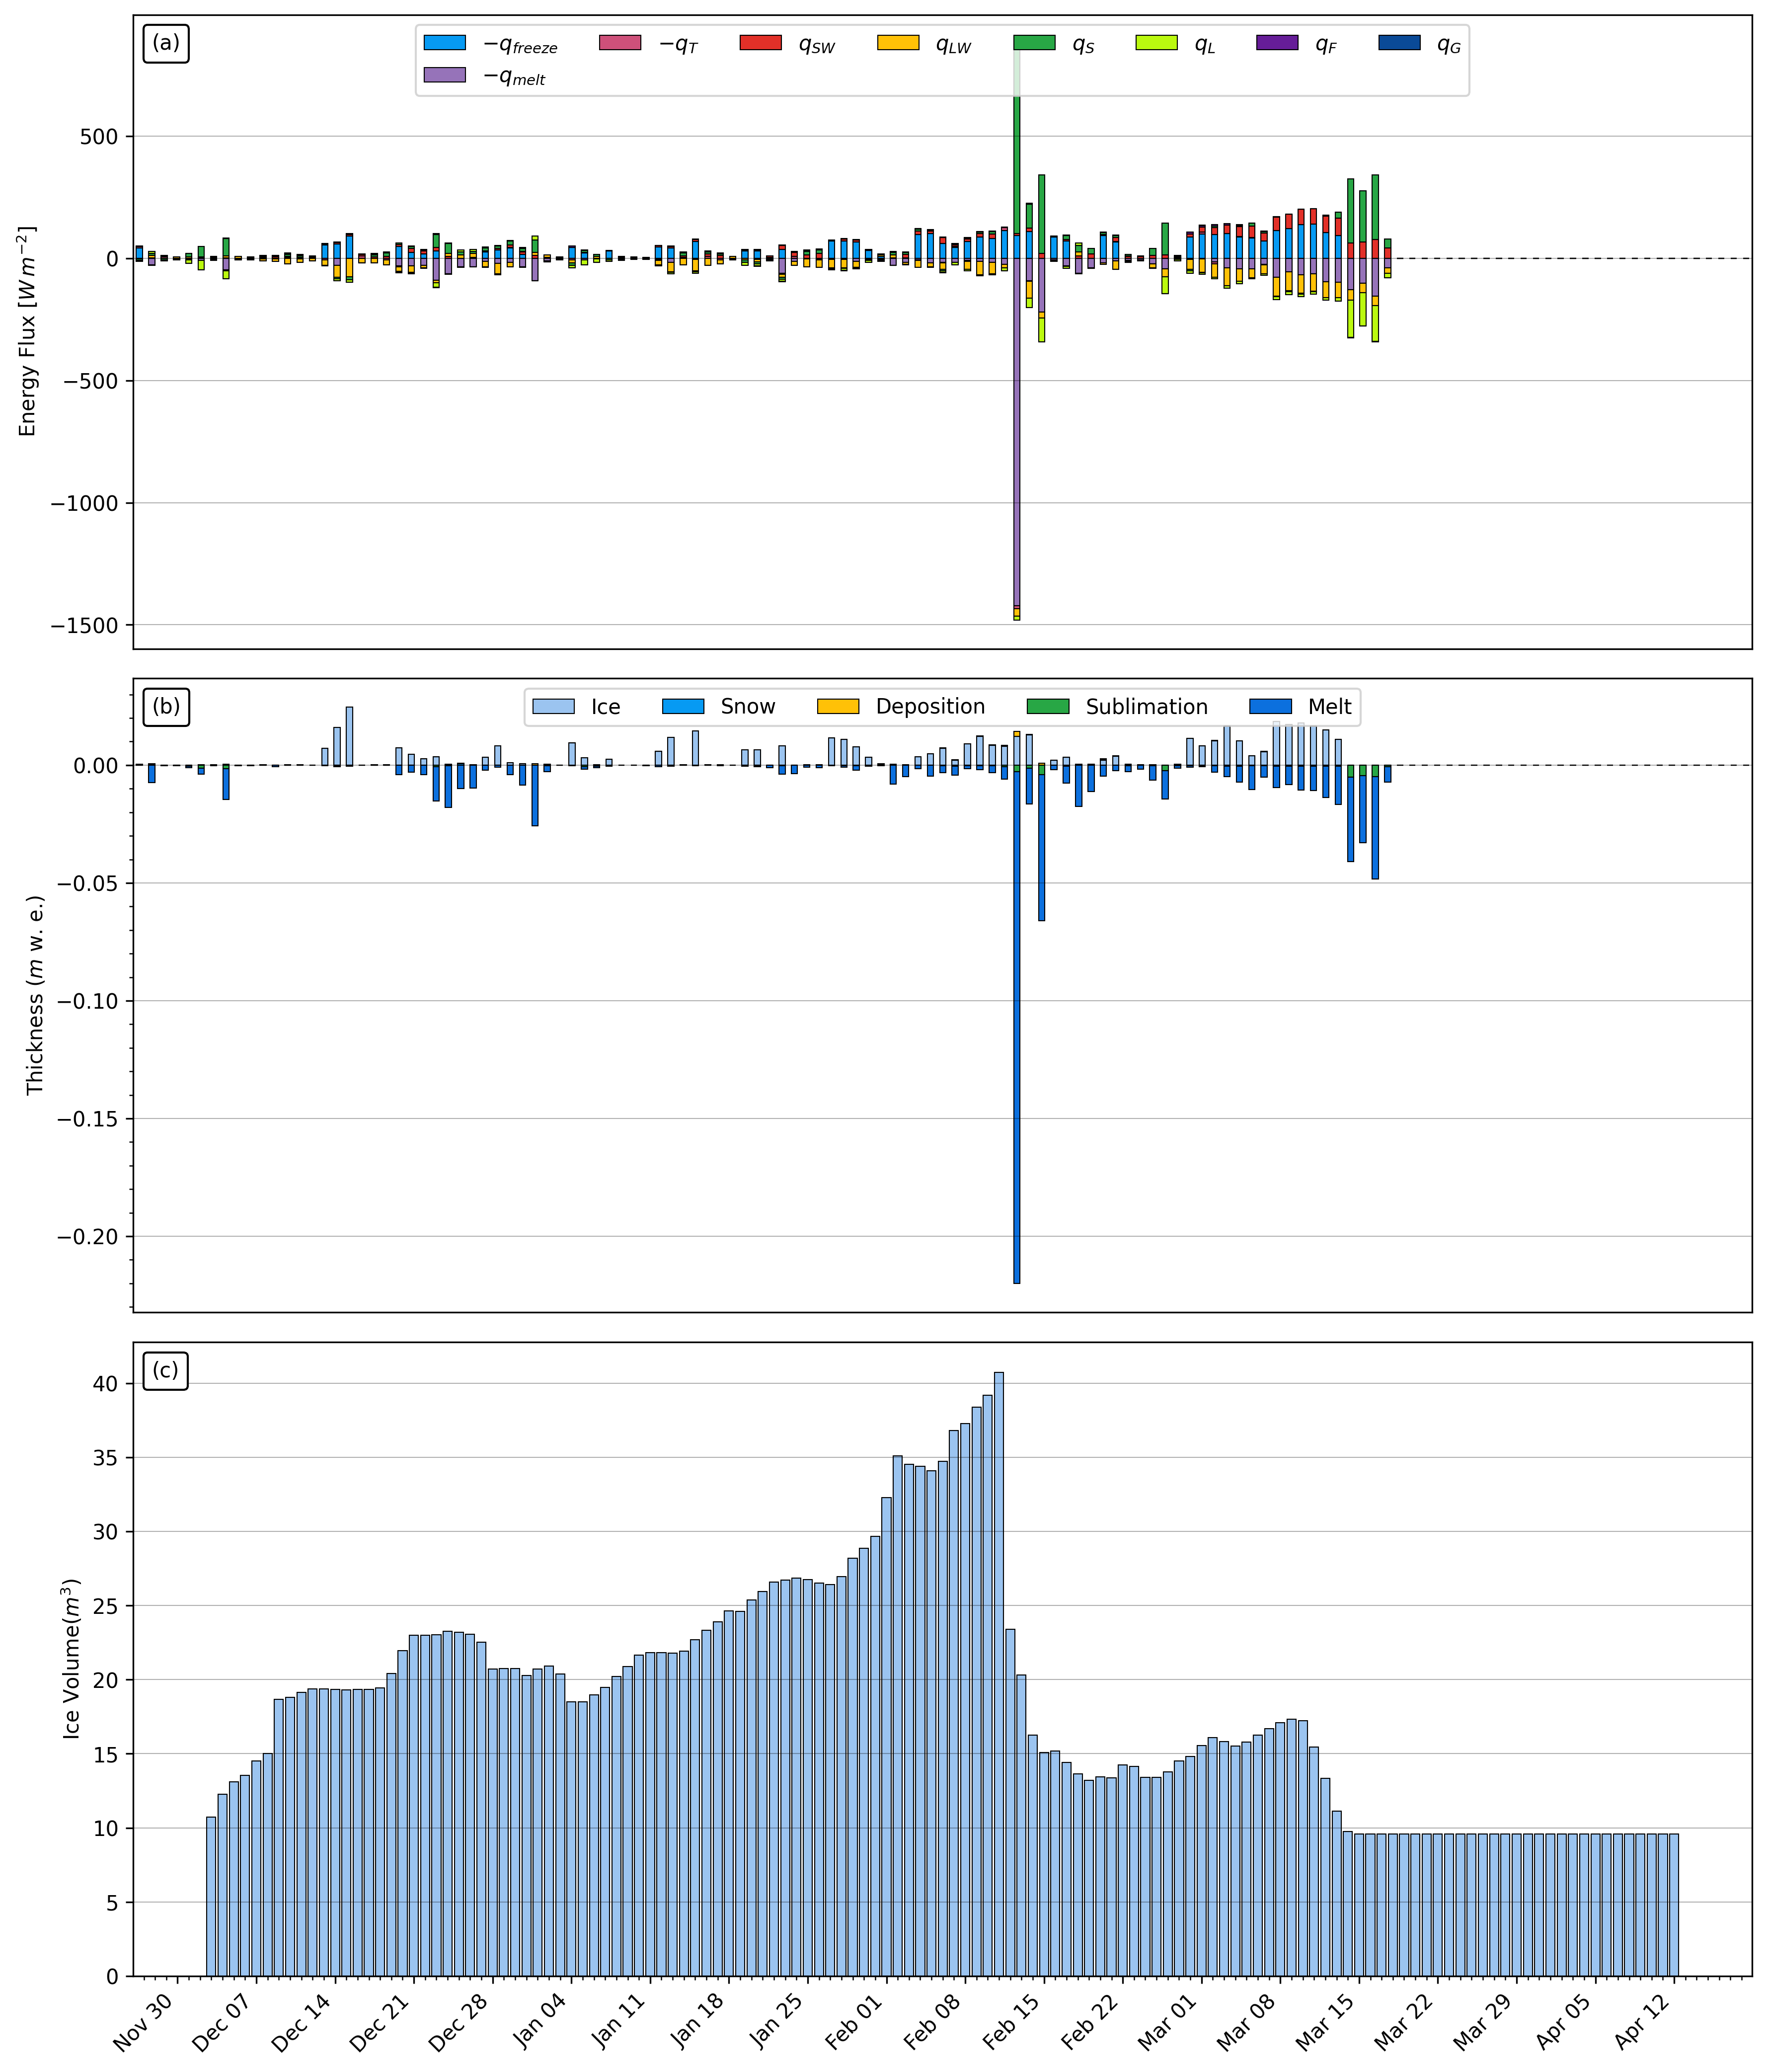 (a)
−q_freeze −q_T q_SW q_LW q_S q_L q_F q_G
−q_melt
Energy Flux [W m⁻²]
500
0
−500
−1000
−1500
(b)
Ice Snow Deposition Sublimation Melt
Thickness (m w. e.)
0.00
−0.05
−0.10
−0.15
−0.20
(c)
Ice Volume(m³)
40
35
30
25
20
15
10
5
0
Nov 30 Dec 07 Dec 14 Dec 21 Dec 28 Jan 04 Jan 11 Jan 18 Jan 25 Feb 01 Feb 08 Feb 15 Feb 22 Mar 01 Mar 08 Mar 15 Mar 22 Mar 29 Apr 05 Apr 12